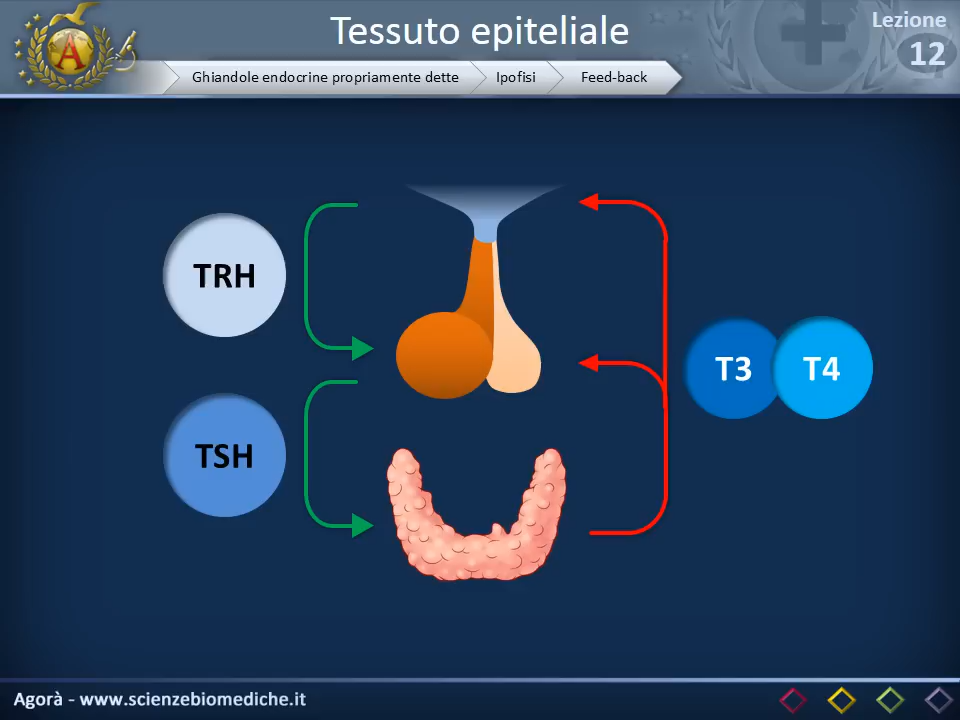 Tessuto epiteliale
Lezione
12
Ghiandole endocrine propriamente dette
Ipofisi
Feed-back
A
TRH
T3
T4
TSH
Agorà - www.scienzebiomediche.it